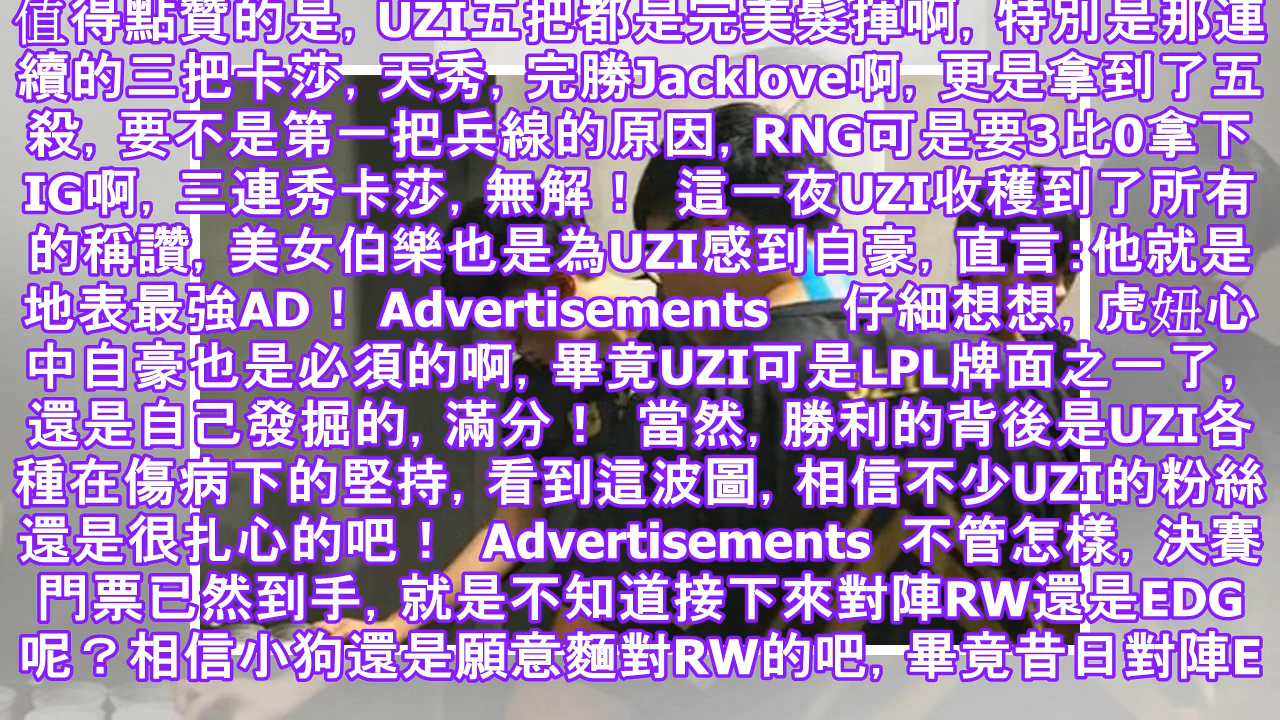 值得點贊的是, UZI五把都是完美髮揮啊, 特別是那連
續的三把卡莎, 天秀, 完勝Jacklove啊, 更是拿到了五
殺, 要不是第一把兵線的原因, RNG可是要3比0拿下
IG啊, 三連秀卡莎, 無解！ 這一夜UZI收穫到了所有
的稱讚, 美女伯樂也是為UZI感到自豪, 直言:他就是
地表最強AD！ Advertisements 仔細想想, 虎妞心
中自豪也是必須的啊, 畢竟UZI可是LPL牌面之一了,
還是自己發掘的, 滿分！ 當然, 勝利的背後是UZI各
種在傷病下的堅持, 看到這波圖, 相信不少UZI的粉絲
還是很扎心的吧！ Advertisements 不管怎樣, 決賽
門票已然到手, 就是不知道接下來對陣RW還是EDG
呢？相信小狗還是願意麵對RW的吧, 畢竟昔日對陣E